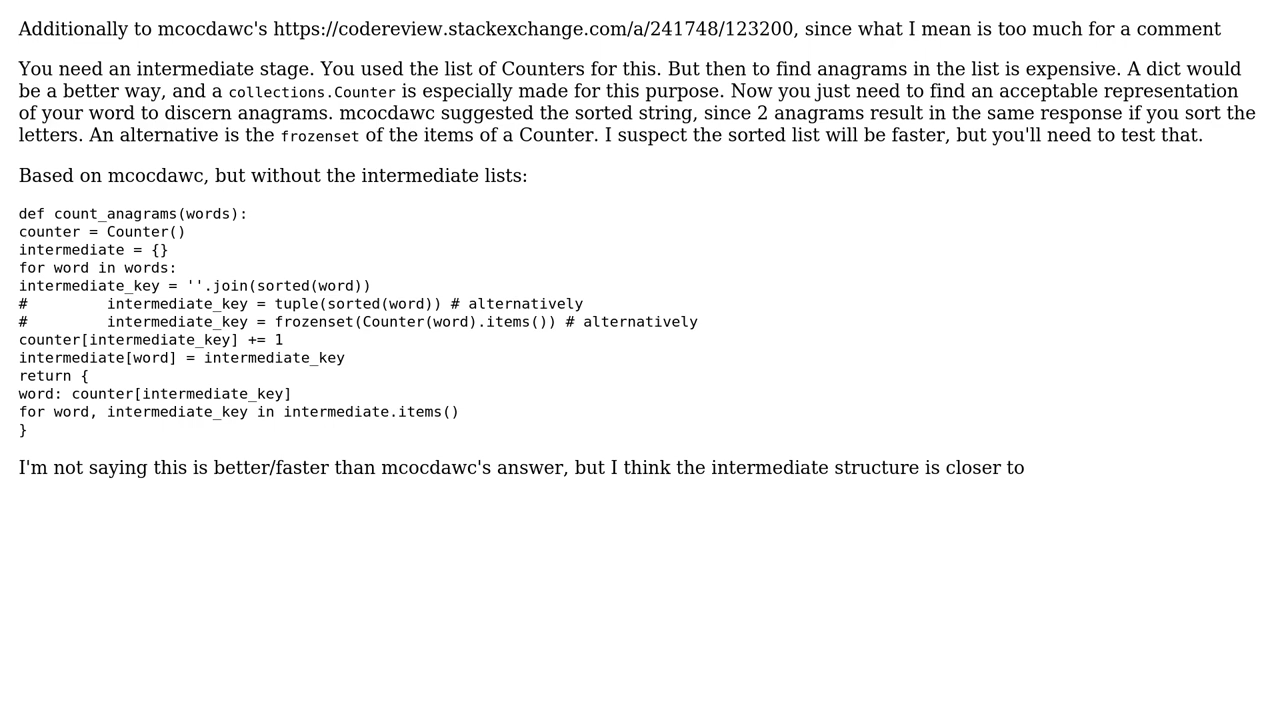 Additionally to mcocdawc's https://codereview.stackexchange.com/a/241748/123200, since what I mean is too much for a comment
You need an intermediate stage. You used the list of Counters for this. But then to find anagrams in the list is expensive. A dict would
be a better way, and a collections.Counter is especially made for this purpose. Now you just need to find an acceptable representation
of your word to discern anagrams. mcocdawc suggested the sorted string, since 2 anagrams result in the same response if you sort the
letters. An alternative is the frozenset of the items of a Counter. I suspect the sorted list will be faster, but you'll need to test that.
Based on mcocdawc, but without the intermediate lists:
def count_anagrams(words):
counter = Counter()
intermediate = {}
for word in words:
intermediate_key = ''.join(sorted(word))
#         intermediate_key = tuple(sorted(word)) # alternatively
#         intermediate_key = frozenset(Counter(word).items()) # alternatively
counter[intermediate_key] += 1
intermediate[word] = intermediate_key
return {
word: counter[intermediate_key]
for word, intermediate_key in intermediate.items()
}
I'm not saying this is better/faster than mcocdawc's answer, but I think the intermediate structure is closer to